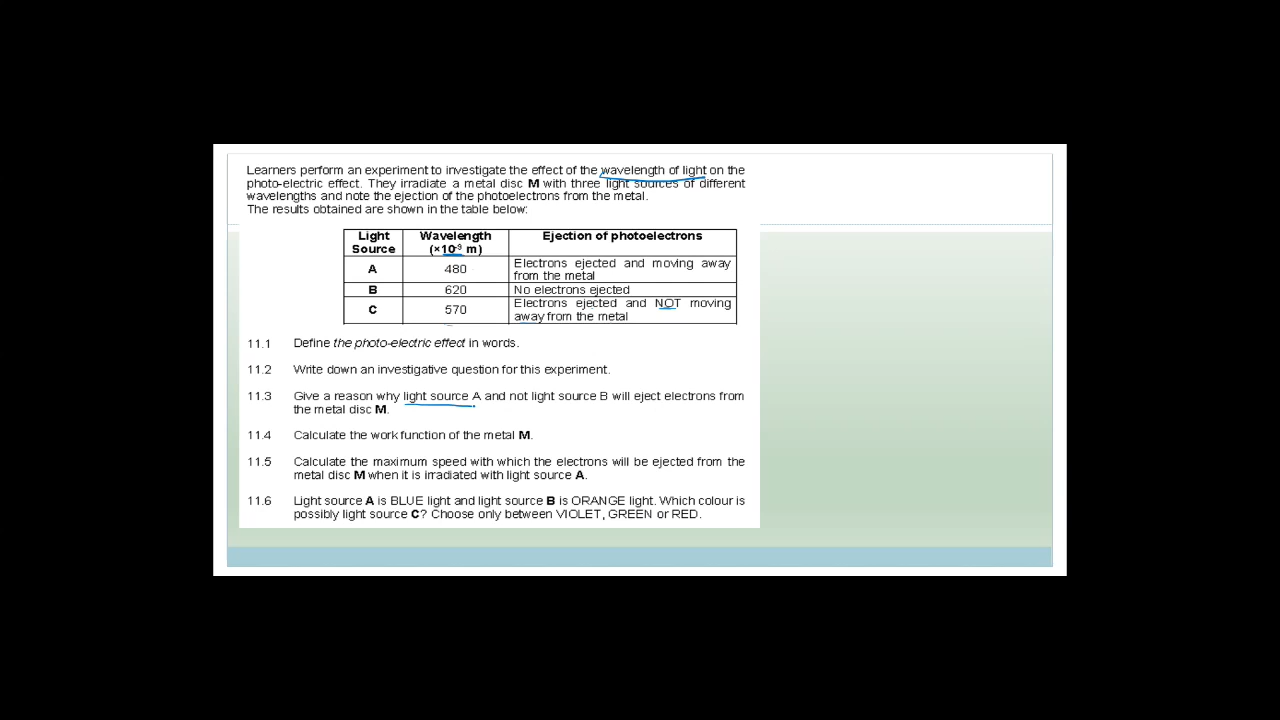 Learners perform an experiment to investigate the effect of the wavelength of light on the
photo-electric effect. They irradiate a metal disc M with three light sources of different
wavelengths and note the ejection of the photoelectrons from the metal.
The results obtained are shown in the table below:
Light Source | Wavelength (×10⁻⁹ m) | Ejection of photoelectrons
A | 480 | Electrons ejected and moving away from the metal
B | 620 | No electrons ejected
C | 570 | Electrons ejected and NOT moving away from the metal
11.1 Define the photo-electric effect in words.
11.2 Write down an investigative question for this experiment.
11.3 Give a reason why light source A and not light source B will eject electrons from
the metal disc M.
11.4 Calculate the work function of the metal M.
11.5 Calculate the maximum speed with which the electrons will be ejected from the
metal disc M when it is irradiated with light source A.
11.6 Light source A is BLUE light and light source B is ORANGE light. Which colour is
possibly light source C? Choose only between VIOLET, GREEN or RED.